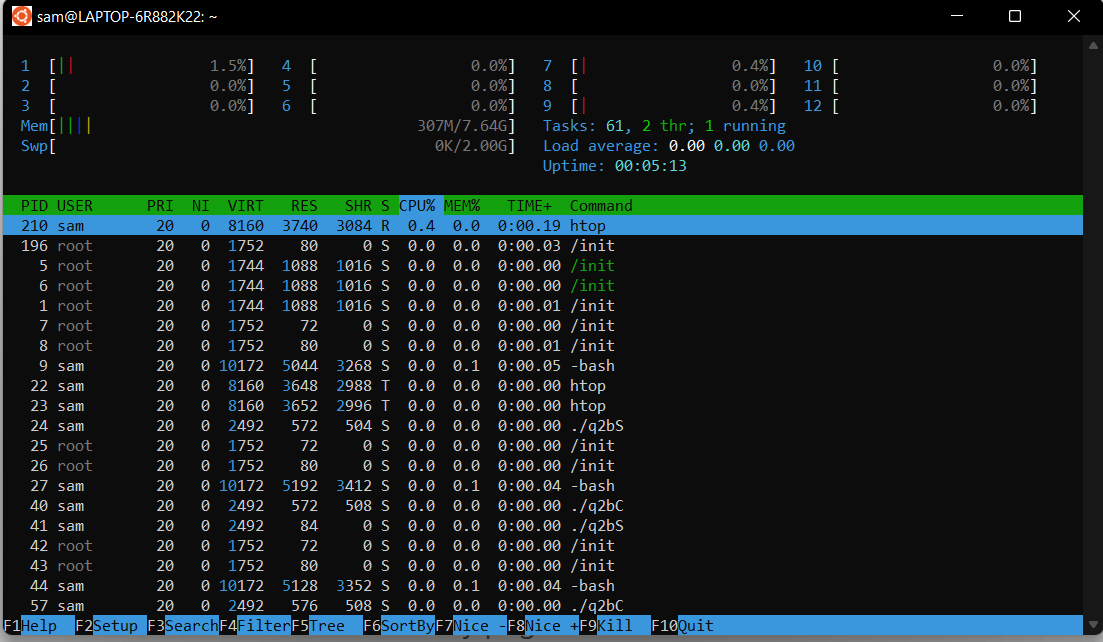 sam@LAPTOP-6R882K22: ~
1 [|| 1.5%] 4 [ 0.0%] 7 [| 0.4%] 10 [ 0.0%]
2 [ 0.0%] 5 [ 0.0%] 8 [ 0.0%] 11 [ 0.0%]
3 [ 0.0%] 6 [ 0.0%] 9 [| 0.4%] 12 [ 0.0%]
Mem[|||| 307M/7.64G] Tasks: 61, 2 thr; 1 running
Swp[ 0K/2.00G] Load average: 0.00 0.00 0.00
Uptime: 00:05:13
PID USER PRI NI VIRT RES SHR S CPU% MEM% TIME+ Command
210 sam 20 0 8160 3740 3084 R 0.4 0.0 0:00.19 htop
196 root 20 0 1752 80 0 S 0.0 0.0 0:00.03 /init
5 root 20 0 1744 1088 1016 S 0.0 0.0 0:00.00 /init
6 root 20 0 1744 1088 1016 S 0.0 0.0 0:00.00 /init
1 root 20 0 1744 1088 1016 S 0.0 0.0 0:00.01 /init
7 root 20 0 1752 72 0 S 0.0 0.0 0:00.00 /init
8 root 20 0 1752 80 0 S 0.0 0.0 0:00.01 /init
9 sam 20 0 10172 5044 3268 S 0.0 0.1 0:00.05 -bash
22 sam 20 0 8160 3648 2988 T 0.0 0.0 0:00.00 htop
23 sam 20 0 8160 3652 2996 T 0.0 0.0 0:00.00 htop
24 sam 20 0 2492 572 504 S 0.0 0.0 0:00.00 ./q2bS
25 root 20 0 1752 72 0 S 0.0 0.0 0:00.00 /init
26 root 20 0 1752 80 0 S 0.0 0.0 0:00.00 /init
27 sam 20 0 10172 5192 3412 S 0.0 0.1 0:00.04 -bash
40 sam 20 0 2492 572 508 S 0.0 0.0 0:00.00 ./q2bC
41 sam 20 0 2492 84 0 S 0.0 0.0 0:00.00 ./q2bS
42 root 20 0 1752 72 0 S 0.0 0.0 0:00.00 /init
43 root 20 0 1752 80 0 S 0.0 0.0 0:00.00 /init
44 sam 20 0 10172 5128 3352 S 0.0 0.1 0:00.04 -bash
57 sam 20 0 2492 576 508 S 0.0 0.0 0:00.00 ./q2bC
F1Help F2Setup F3SearchF4FilterF5Tree F6SortByF7Nice -F8Nice +F9Kill F10Quit